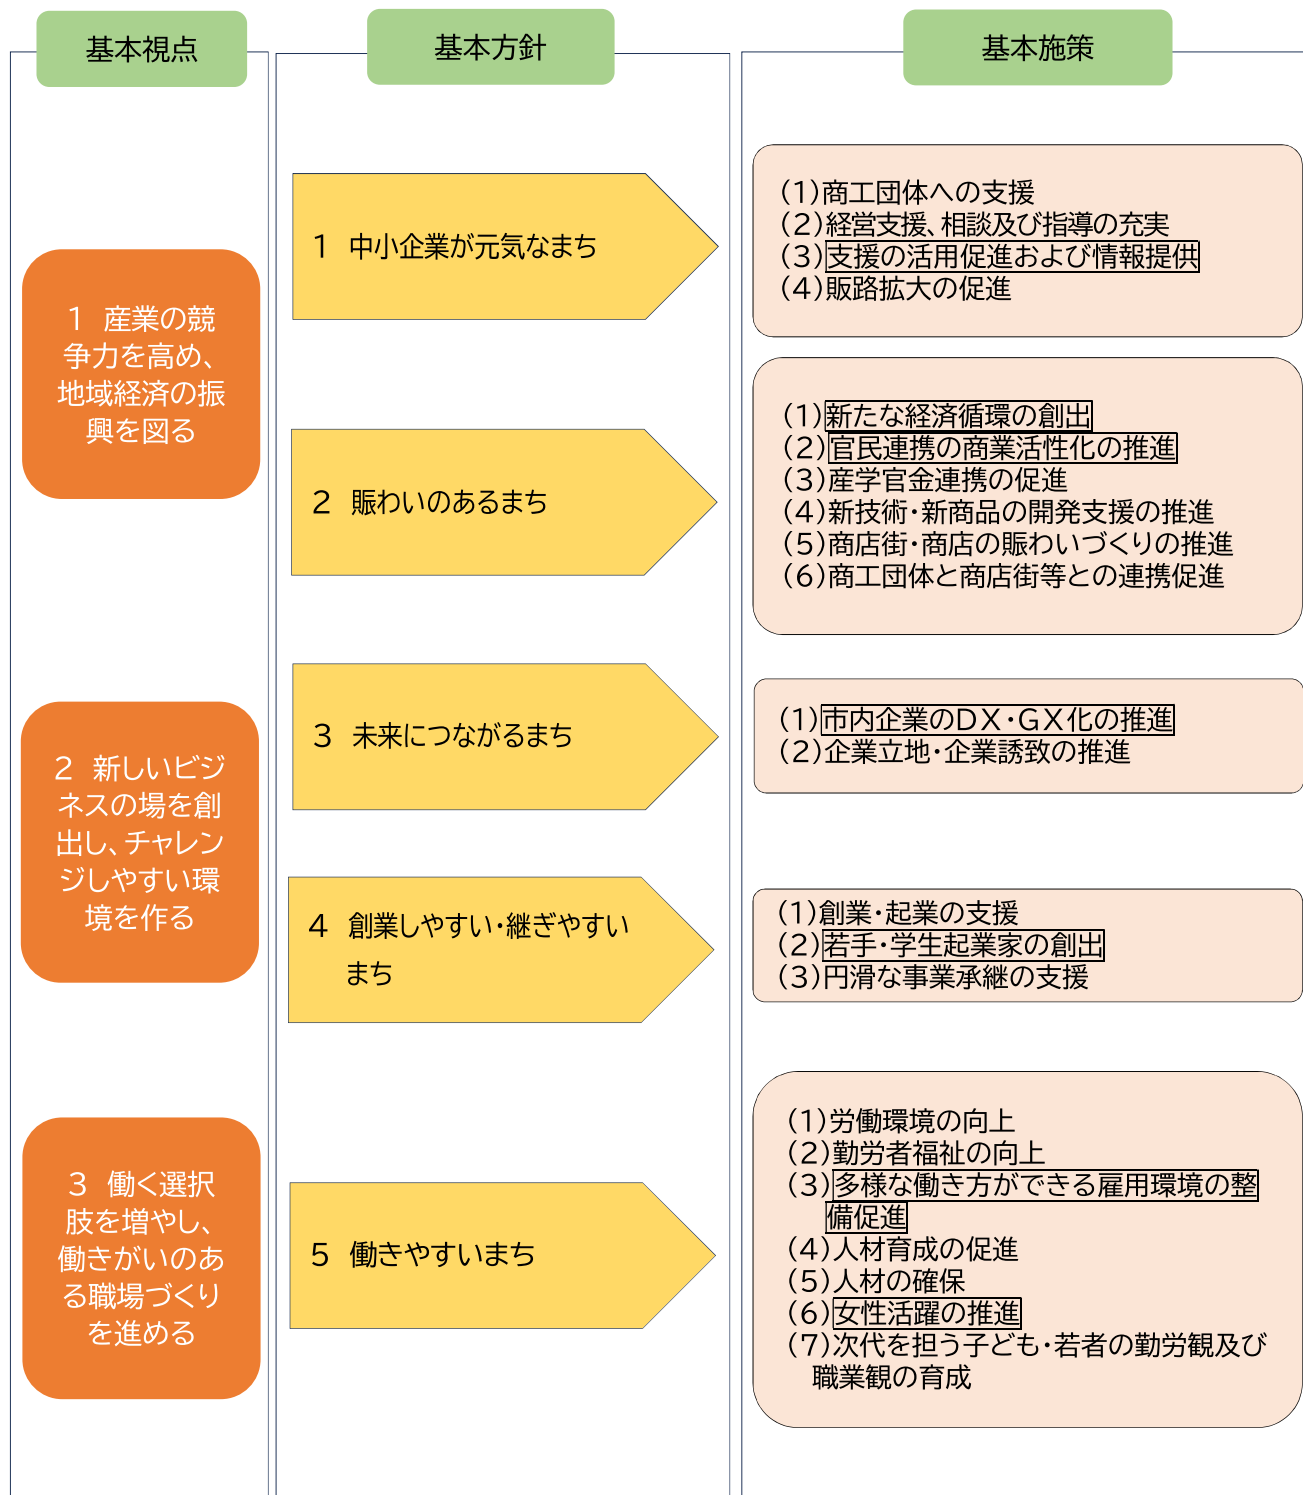 基本視点
基本方針
基本施策
1 産業の競
争力を高め、
地域経済の振
興を図る
2 新しいビジ
ネスの場を創
出し、チャレン
ジしやすい環
境を作る
3 働く選択
肢を増やし、
働きがいのあ
る職場づくり
を進める
1 中小企業が元気なまち
2 賑わいのあるまち
3 未来につながるまち
4 創業しやすい・継ぎやすい
まち
5 働きやすいまち
(1)商工団体への支援
(2)経営支援、相談及び指導の充実
(3)支援の活用促進および情報提供
(4)販路拡大の促進
(1)新たな経済循環の創出
(2)官民連携の商業活性化の推進
(3)産学官金連携の促進
(4)新技術・新商品の開発支援の推進
(5)商店街・商店の賑わいづくりの推進
(6)商工団体と商店街等との連携促進
(1)市内企業のDX・GX化の推進
(2)企業立地・企業誘致の推進
(1)創業・起業の支援
(2)若手・学生起業家の創出
(3)円滑な事業承継の支援
(1)労働環境の向上
(2)勤労者福祉の向上
(3)多様な働き方ができる雇用環境の整
備促進
(4)人材育成の促進
(5)人材の確保
(6)女性活躍の推進
(7)次代を担う子ども・若者の勤労観及び
職業観の育成